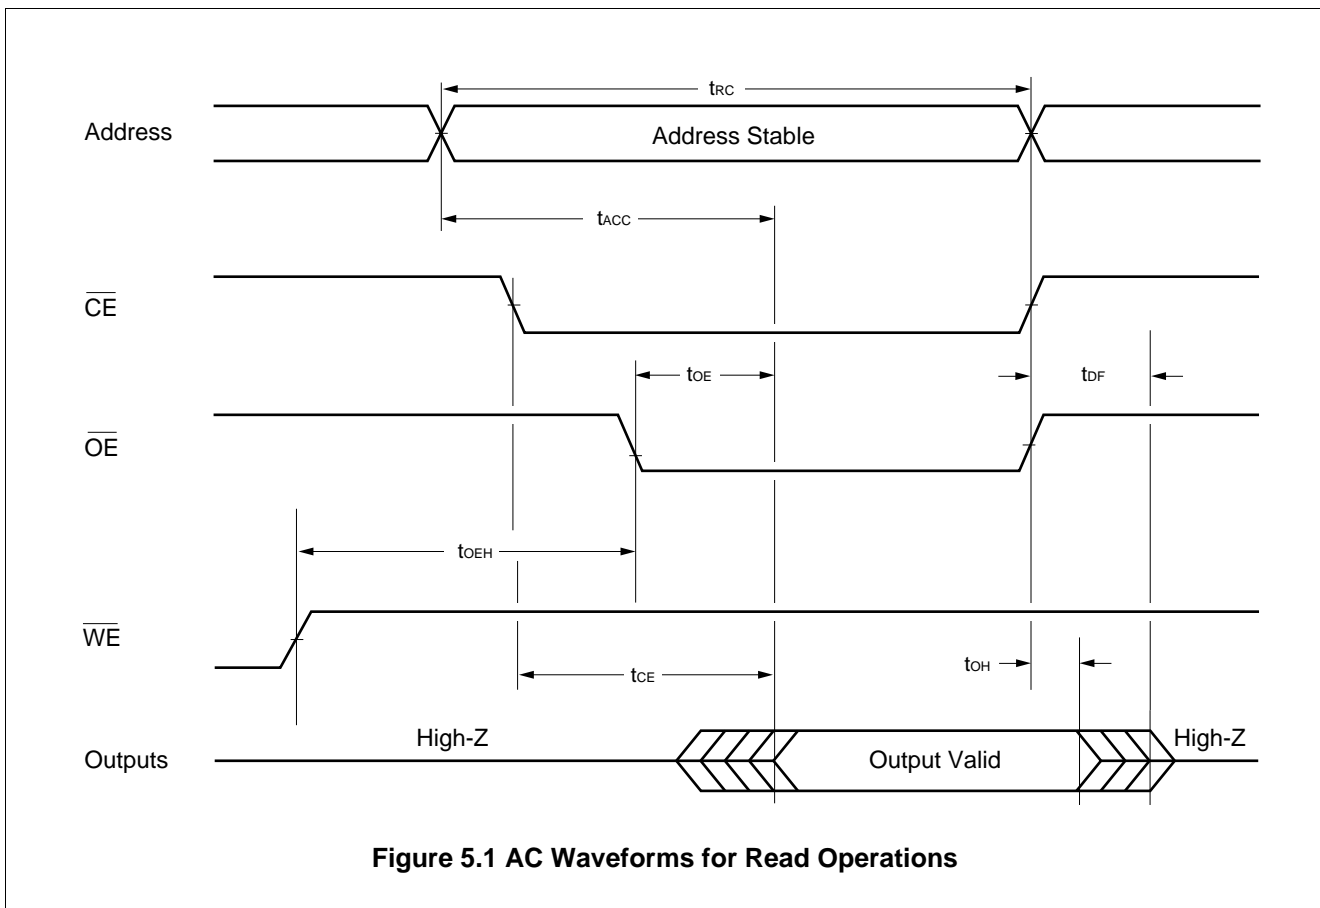 tRC
Address
Address Stable
tACC
CE
tOE
tDF
OE
tOEH
WE
tOH
tCE
High-Z
High-Z
Outputs
Output Valid
Figure 5.1 AC Waveforms for Read Operations